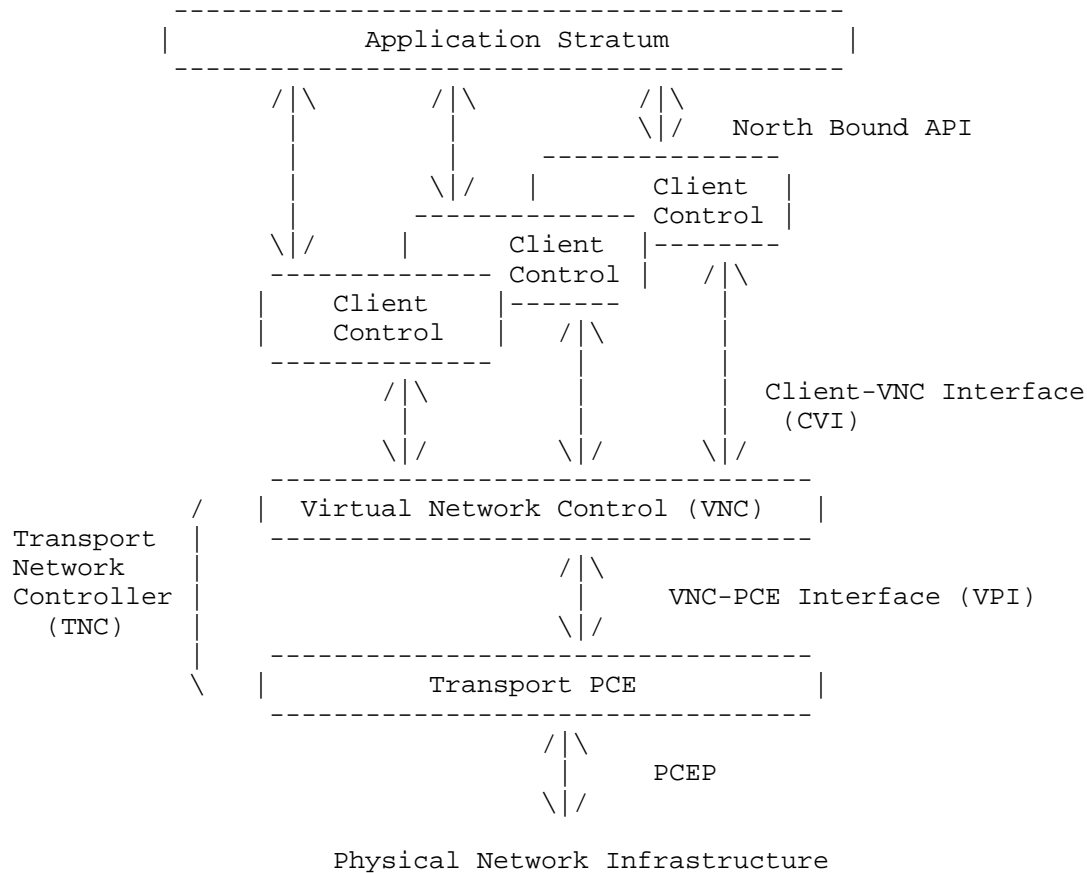 Application Stratum
North Bound API
Client
Control
Client
Control
Client
Control
Client-VNC Interface
(CVI)
Virtual Network Control (VNC)
Transport
Network
Controller
(TNC)
VNC-PCE Interface (VPI)
Transport PCE
PCEP
Physical Network Infrastructure